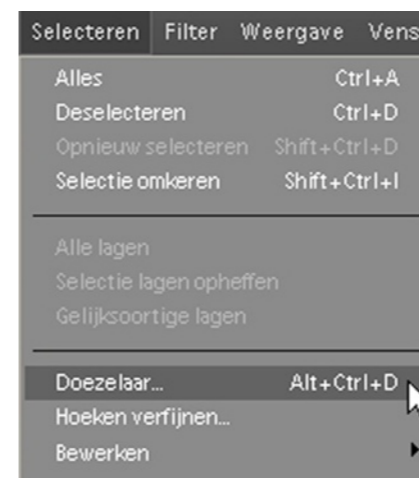 Selecteren Filter Weergave Vens
Alles Ctrl+A
Deselecteren Ctrl+D
Opnieuw selecteren Shift+Ctrl+D
Selectie omkeren Shift+Ctrl+I
Alle lagen
Selectie lagen opheffen
Gelijksoortige lagen
Doezelaar... Alt+Ctrl+D
Hoeken verfijnen...
Bewerken